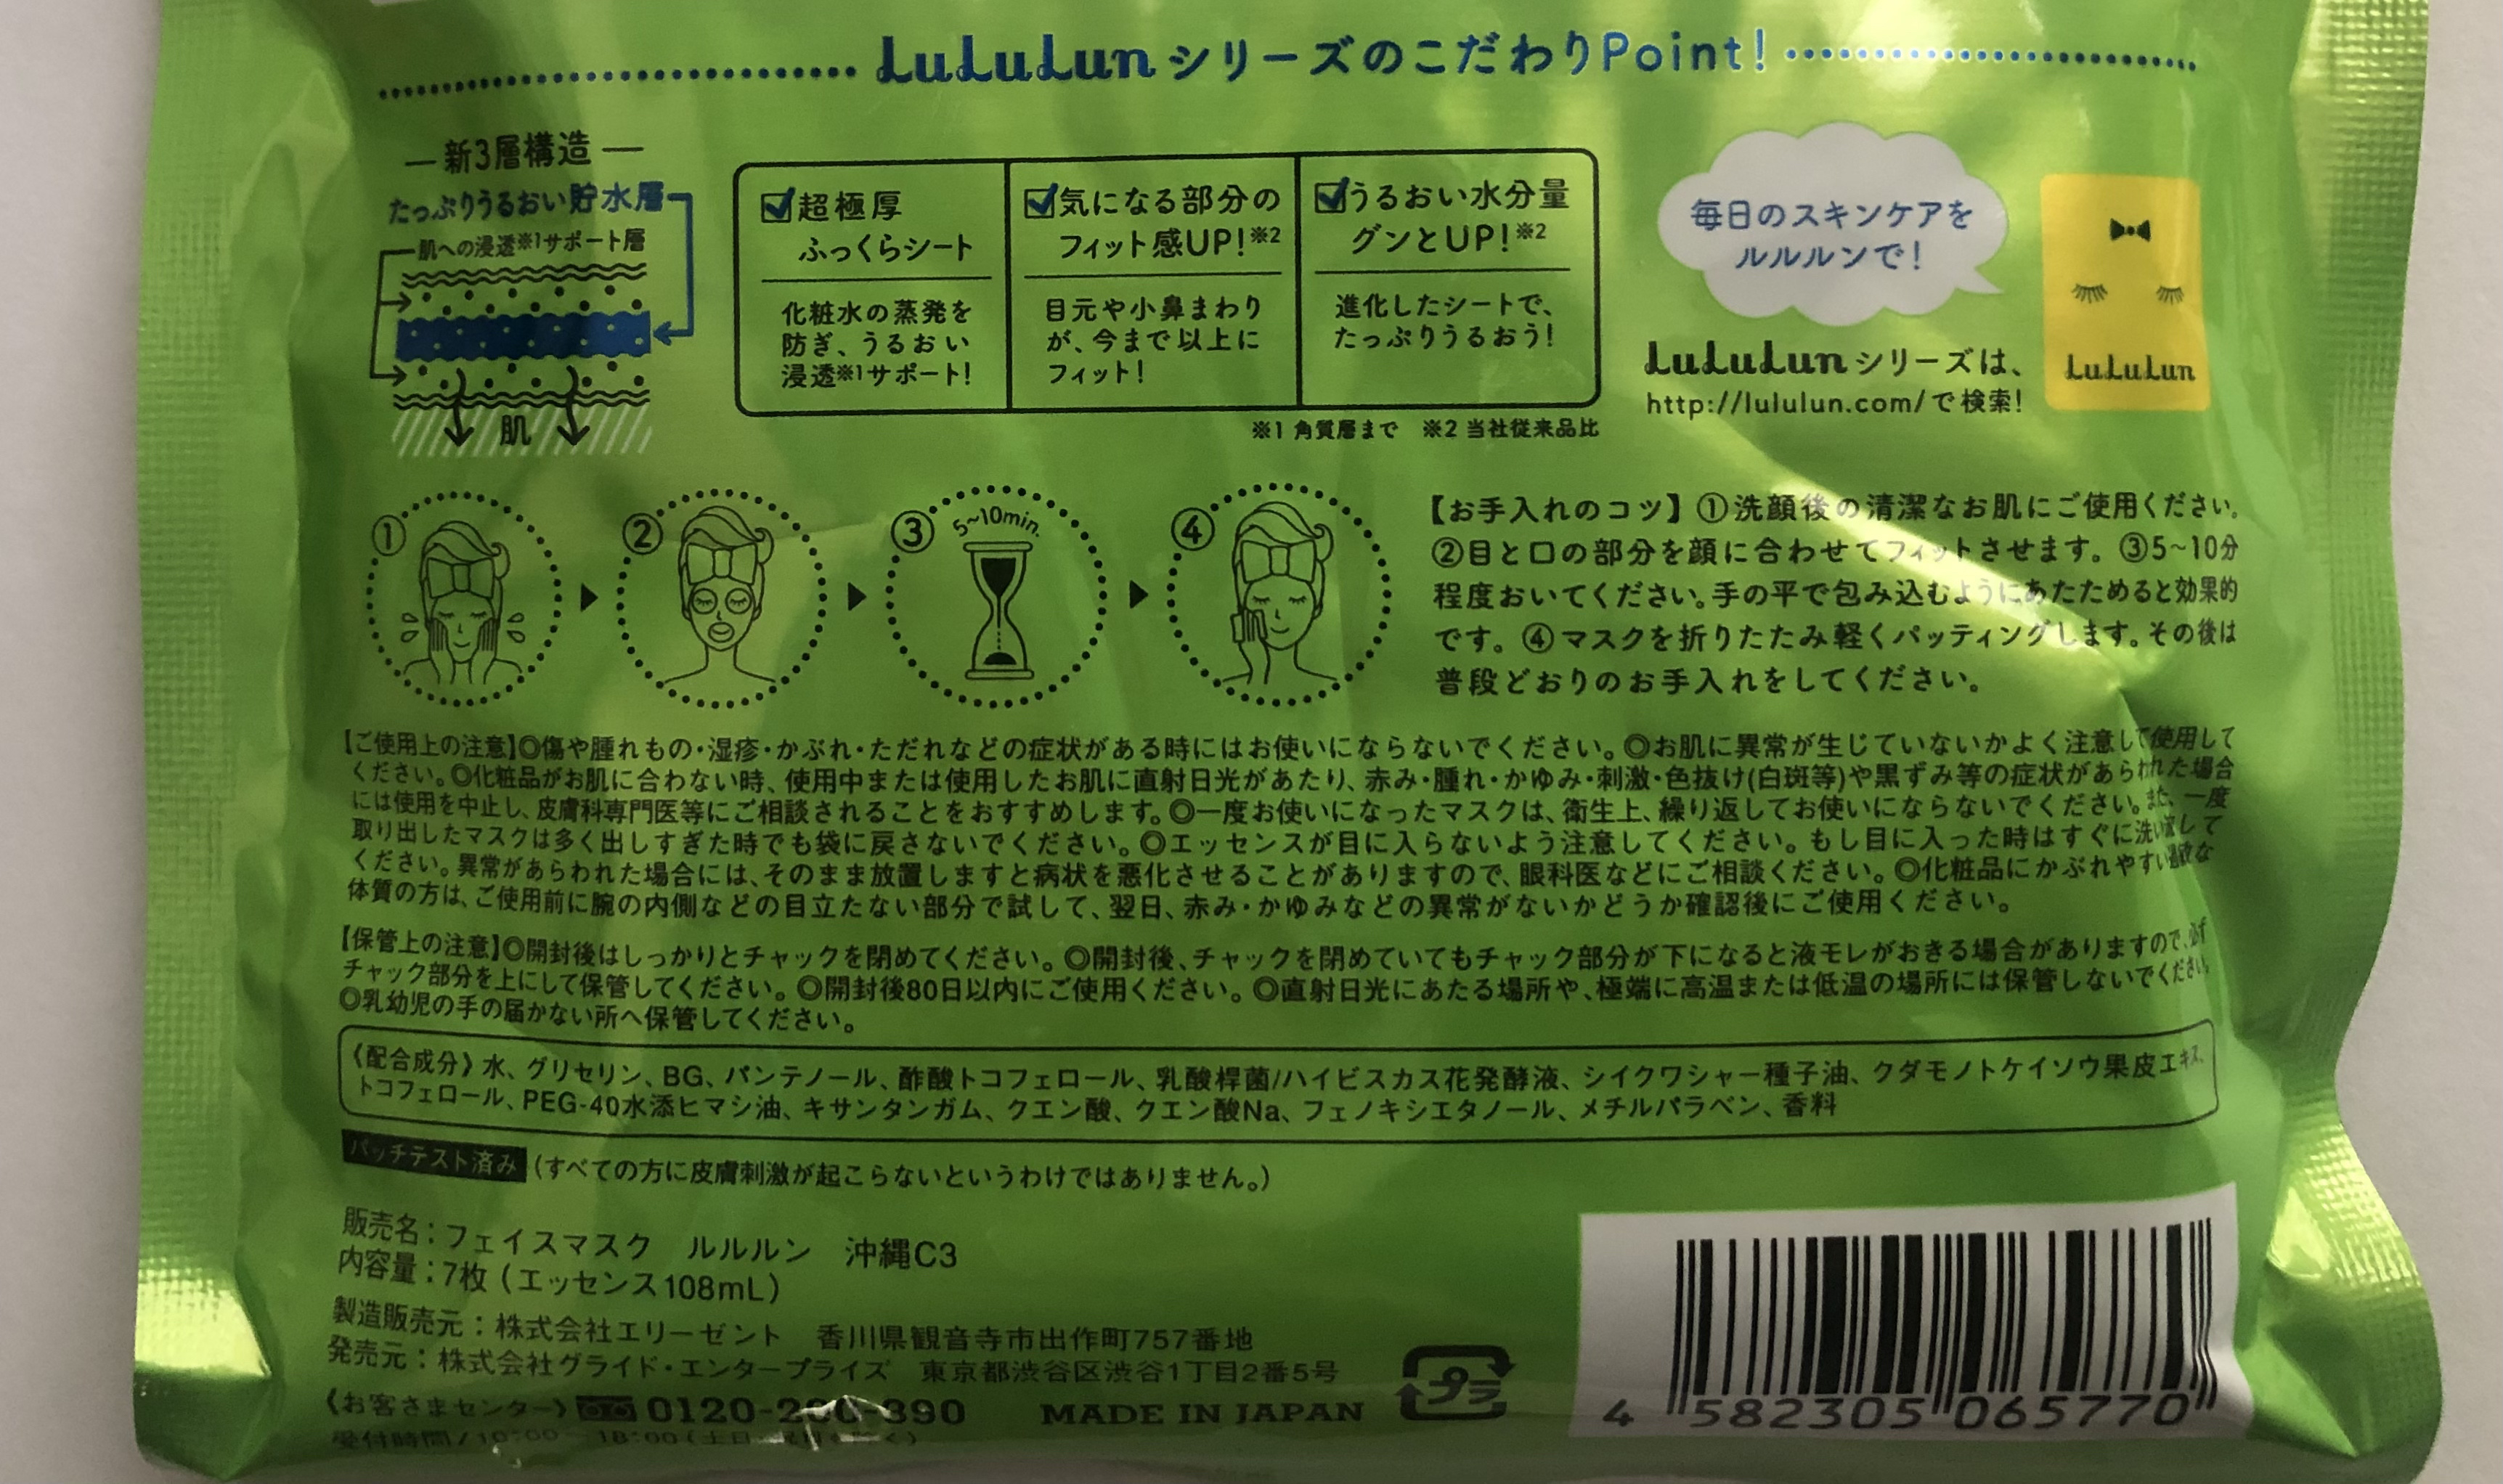 LuLuLunシリーズのこだわりPoint!
新3層構造
たっぷりうるおい貯水層
肌への浸透※1サポート層
肌
超極厚
ふっくらシート
化粧水の蒸発を
防ぎ、うるおい
浸透※1サポート!
気になる部分の
フィット感UP!※2
目元や小鼻まわり
が、今まで以上に
フィット!
うるおい水分量
グンとUP!※2
進化したシートで、
たっぷりうるおう!
※1 角質層まで ※2 当社従来品比
毎日のスキンケアを
ルルルンで!
LuLuLun
LuLuLunシリーズは、
http://lululun.com/で検索!
①
②
③
5~10min.
④
【お手入れのコツ】①洗顔後の清潔なお肌にご使用ください。
②目と口の部分を顔に合わせてフィットさせます。③5~10分
程度おいてください。手の平で包み込むようにあたためると効果的
です。④マスクを折りたたみ軽くパッティングします。その後は
普段どおりのお手入れをしてください。
【ご使用上の注意】◎傷や腫れもの・湿疹・かぶれ・ただれなどの症状がある時にはお使いにならないでください。◎お肌に異常が生じていないかよく注意して使用して
ください。◎化粧品がお肌に合わない時、使用中または使用したお肌に直射日光があたり、赤み・腫れ・かゆみ・刺激・色抜け(白斑等)や黒ずみ等の症状があらわれた場合
には使用を中止し、皮膚科専門医等にご相談されることをおすすめします。◎一度お使いになったマスクは、衛生上、繰り返してお使いにならないでください。また、一度
取り出したマスクは多く出しすぎた時でも袋に戻さないでください。◎エッセンスが目に入らないよう注意してください。もし目に入った時はすぐに洗い流して
ください。異常があらわれた場合には、そのまま放置しますと病状を悪化させることがありますので、眼科医などにご相談ください。◎化粧品にかぶれやすい敏感な
体質の方は、ご使用前に腕の内側などの目立たない部分で試して、翌日、赤み・かゆみなどの異常がないかどうか確認後にご使用ください。
【保管上の注意】◎開封後はしっかりとチャックを閉めてください。◎開封後、チャックを閉めていてもチャック部分が下になると液モレがおきる場合がありますので、必ず
チャック部分を上にして保管してください。◎開封後80日以内にご使用ください。◎直射日光にあたる場所や、極端に高温または低温の場所には保管しないでください。
◎乳幼児の手の届かない所へ保管してください。
《配合成分》水、グリセリン、BG、パンテノール、酢酸トコフェロール、乳酸桿菌/ハイビスカス花発酵液、シイクワシャー種子油、クダモノトケイソウ果皮エキス、
トコフェロール、PEG-40水添ヒマシ油、キサンタンガム、クエン酸、クエン酸Na、フェノキシエタノール、メチルパラベン、香料
パッチテスト済み(すべての方に皮膚刺激が起こらないというわけではありません。)
販売名:フェイスマスク ルルルン 沖縄C3
内容量:7枚(エッセンス108mL)
製造販売元:株式会社エリーゼント 香川県観音寺市出作町757番地
発売元:株式会社グライド・エンタープライズ 東京都渋谷区渋谷1丁目2番5号
《お客さまセンター》0120-200-390 MADE IN JAPAN
プラ
受付時間/10:00−18:00(土日・祝日を除く)
4 582305 065770